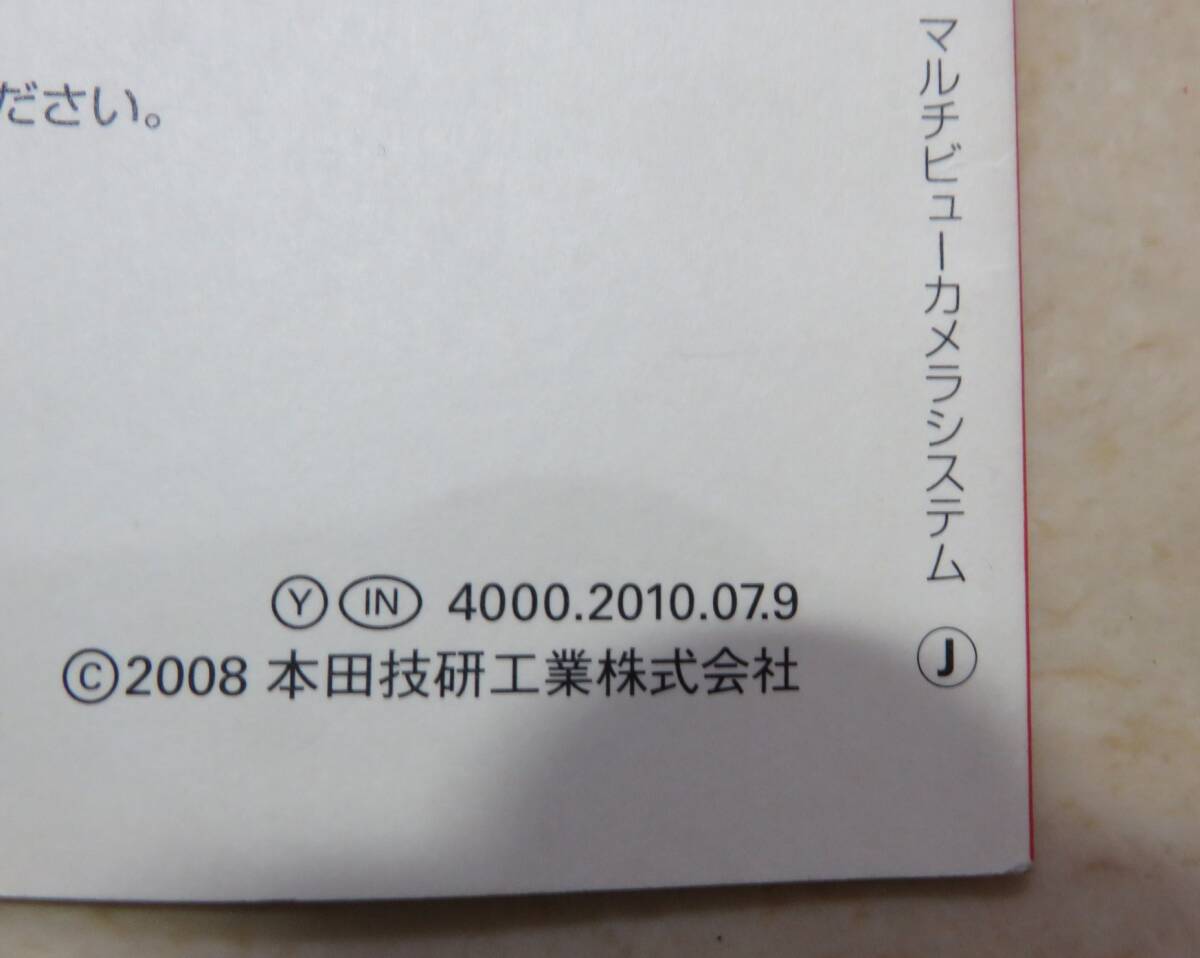 ださい。
マルチビューカメラシステム
Ⓙ
Ⓨ IN 4000.2010.07.9
©2008 本田技研工業株式会社